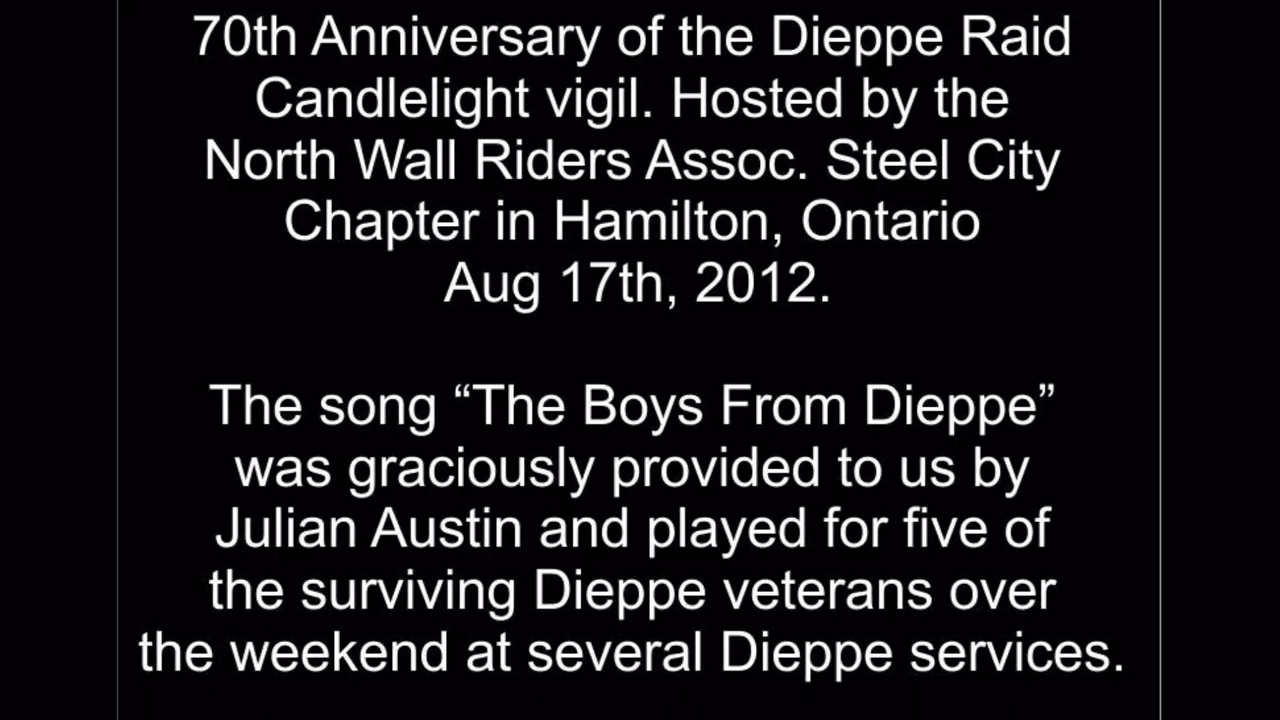 70th Anniversary of the Dieppe Raid
Candlelight vigil. Hosted by the
North Wall Riders Assoc. Steel City
Chapter in Hamilton, Ontario
Aug 17th, 2012.
The song “The Boys From Dieppe”
was graciously provided to us by
Julian Austin and played for five of
the surviving Dieppe veterans over
the weekend at several Dieppe services.